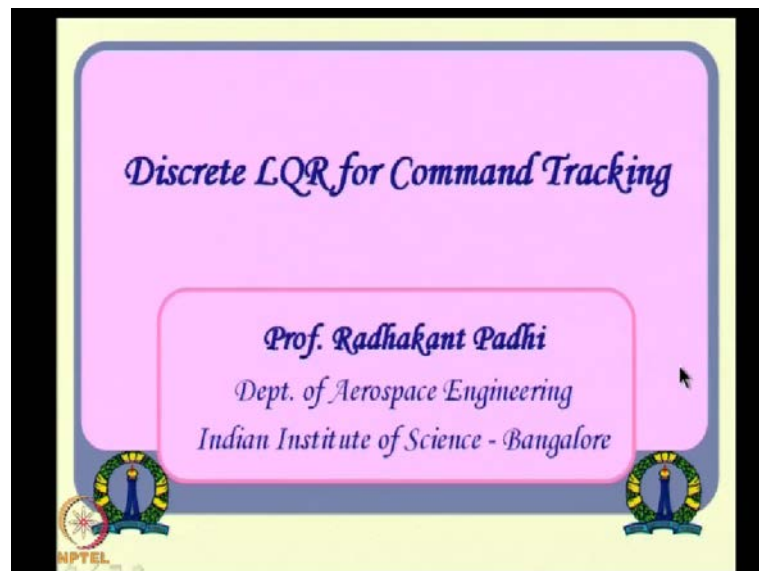 Discrete LQR for Command Tracking
Prof. Radhakant Padhi
Dept. of Aerospace Engineering
Indian Institute of Science - Bangalore
NPTEL